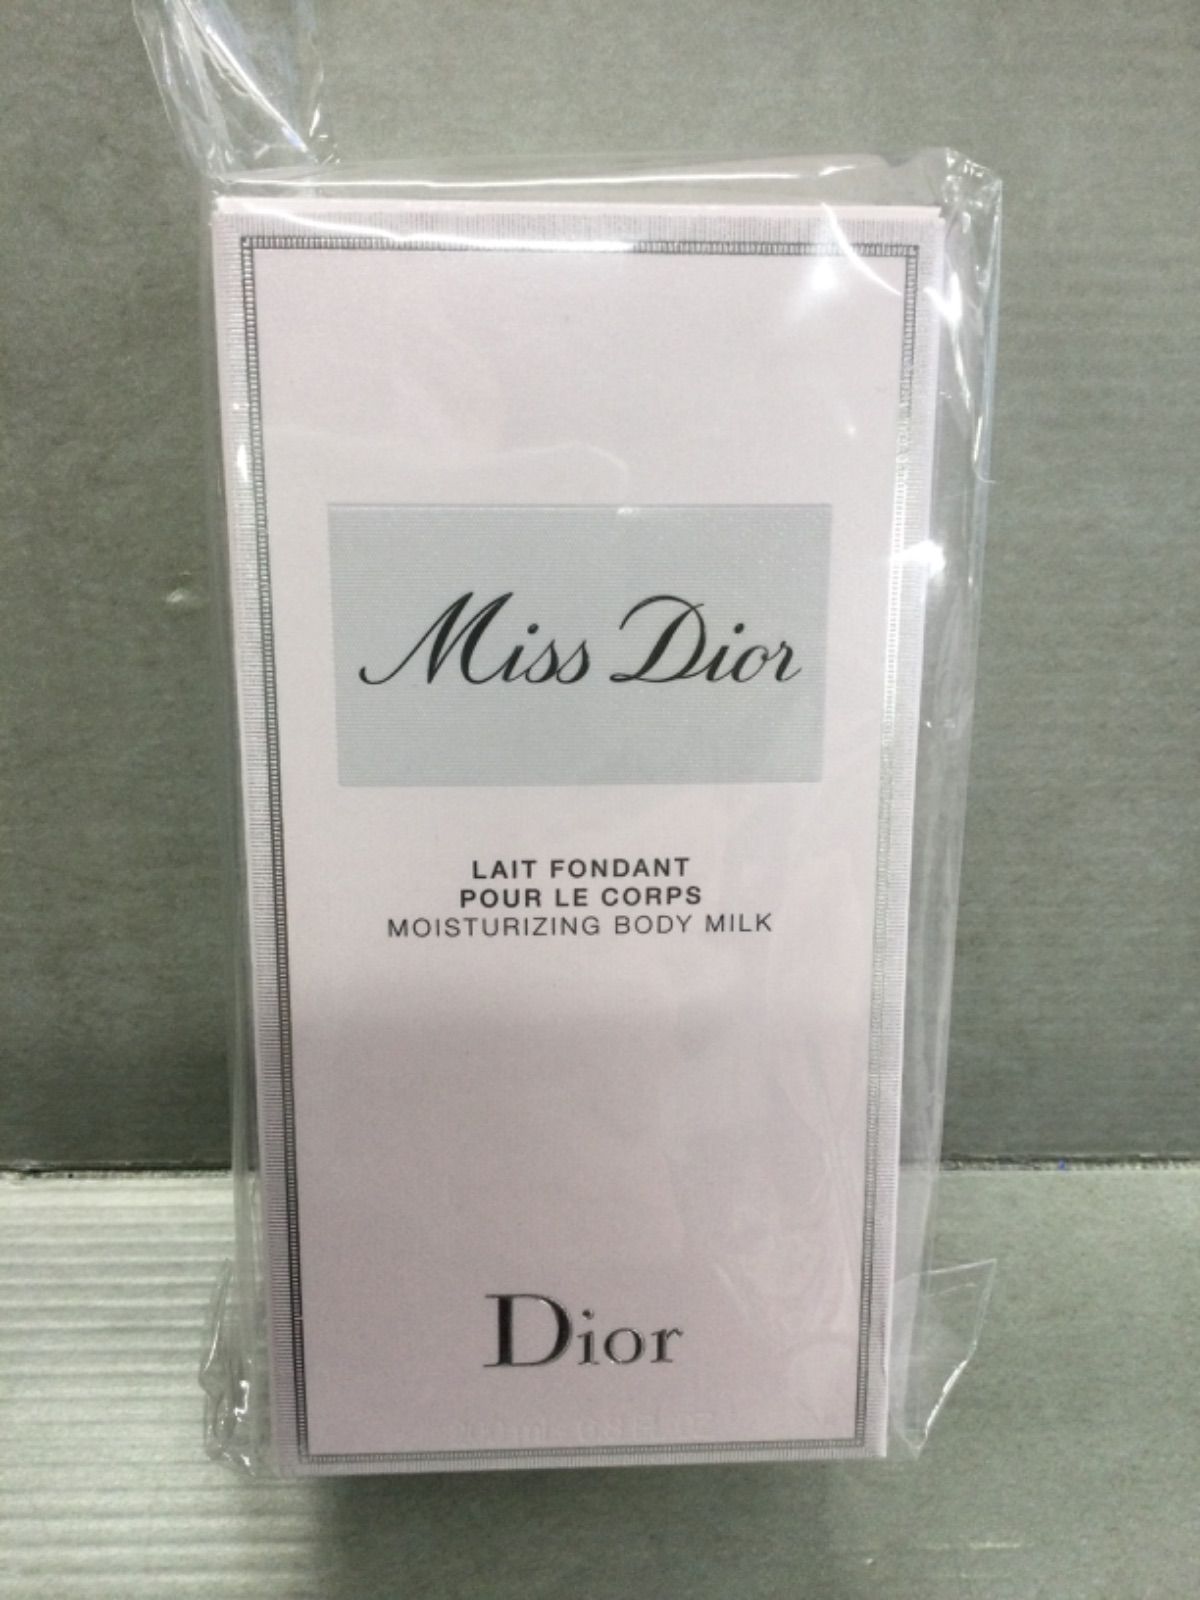 Miss Dior
LAIT FONDANT
POUR LE CORPS
MOISTURIZING BODY MILK
Dior